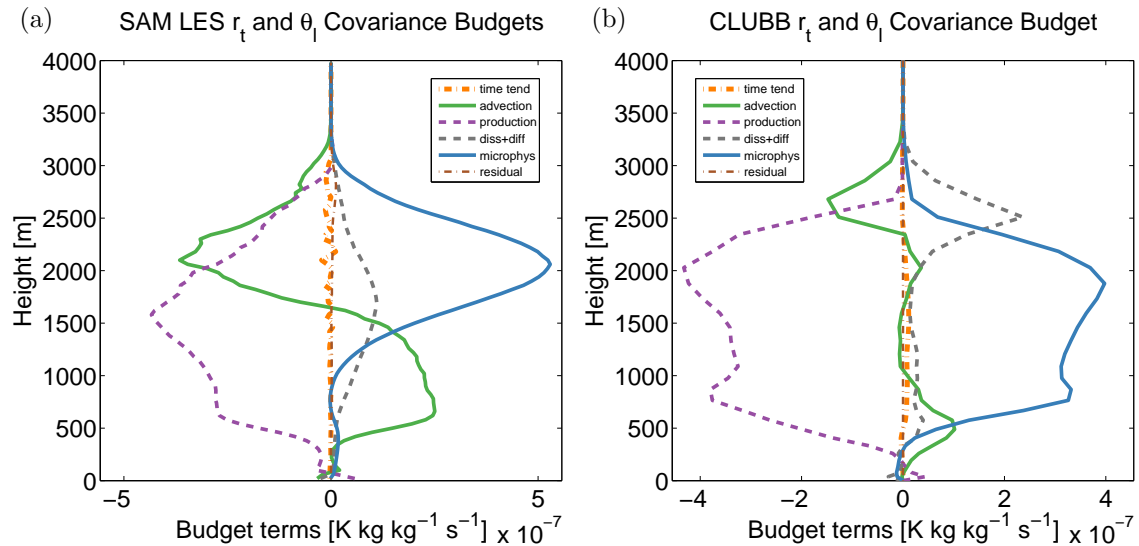 (a) SAM LES r_t and θ_l Covariance Budgets
4000
3500
3000
2500
2000
1500
1000
500
0
Height [m]
time tend
advection
production
diss+diff
microphys
residual
−5 0 5
Budget terms [K kg kg⁻¹ s⁻¹] x 10⁻⁷
(b) CLUBB r_t and θ_l Covariance Budget
4000
3500
3000
2500
2000
1500
1000
500
0
Height [m]
time tend
advection
production
diss+diff
microphys
residual
−4 −2 0 2 4
Budget terms [K kg kg⁻¹ s⁻¹] x 10⁻⁷